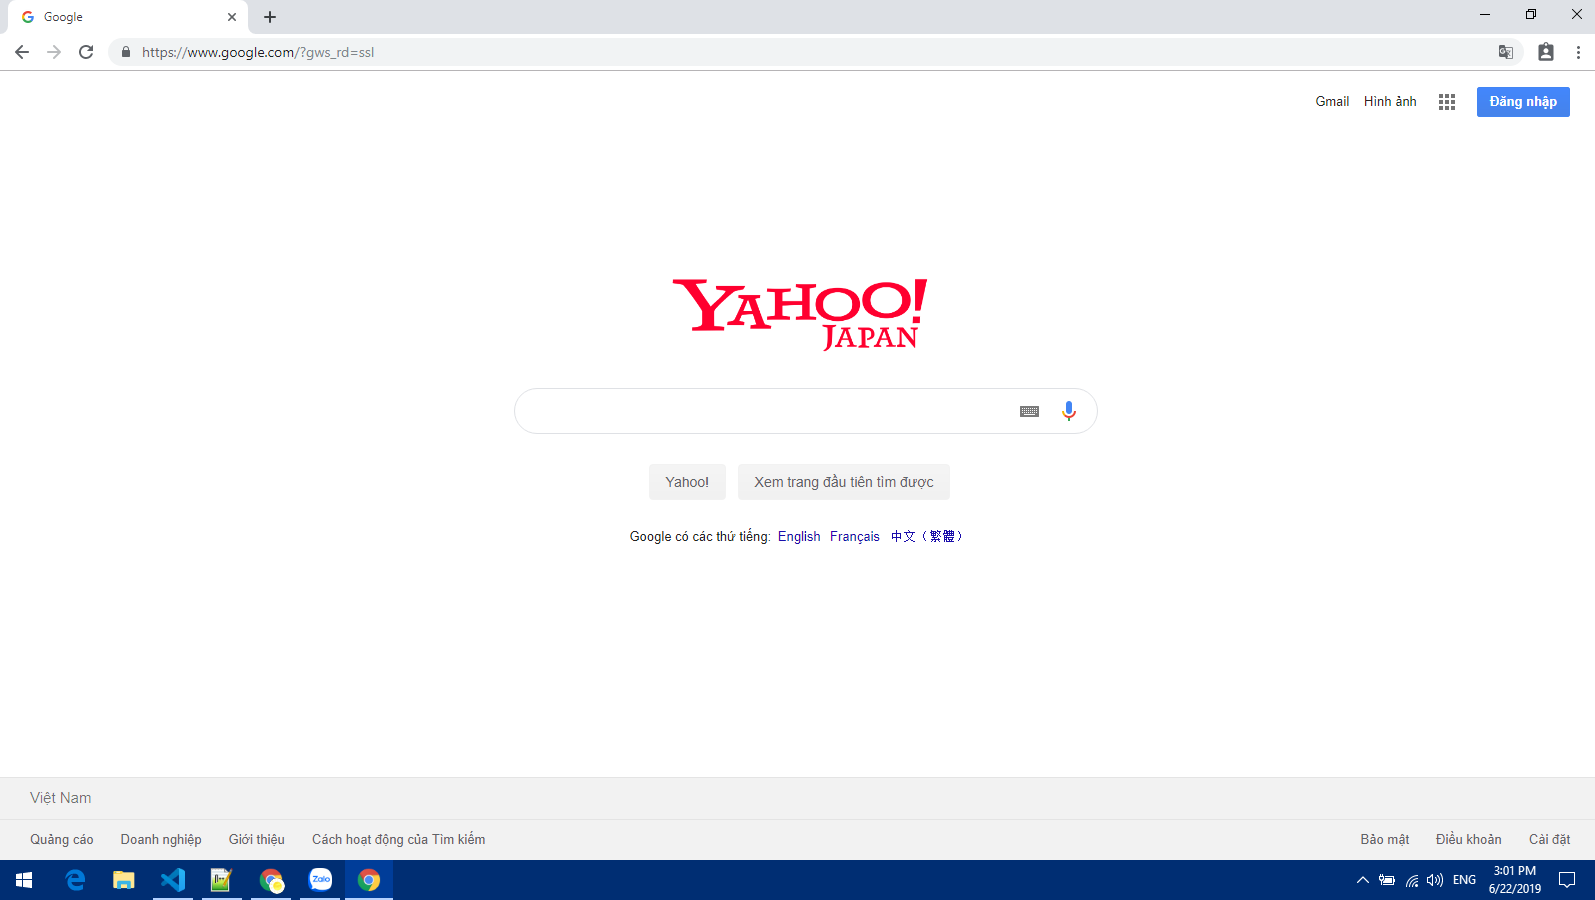 Google
https://www.google.com/?gws_rd=ssl
Gmail Hình ảnh Đăng nhập
YAHOO!
JAPAN
Yahoo! Xem trang đầu tiên tìm được
Google có các thứ tiếng: English Français 中文（繁體）
Việt Nam
Quảng cáo Doanh nghiệp Giới thiệu Cách hoạt động của Tìm kiếm Bảo mật Điều khoản Cài đặt
Zalo ENG 3:01 PM
6/22/2019